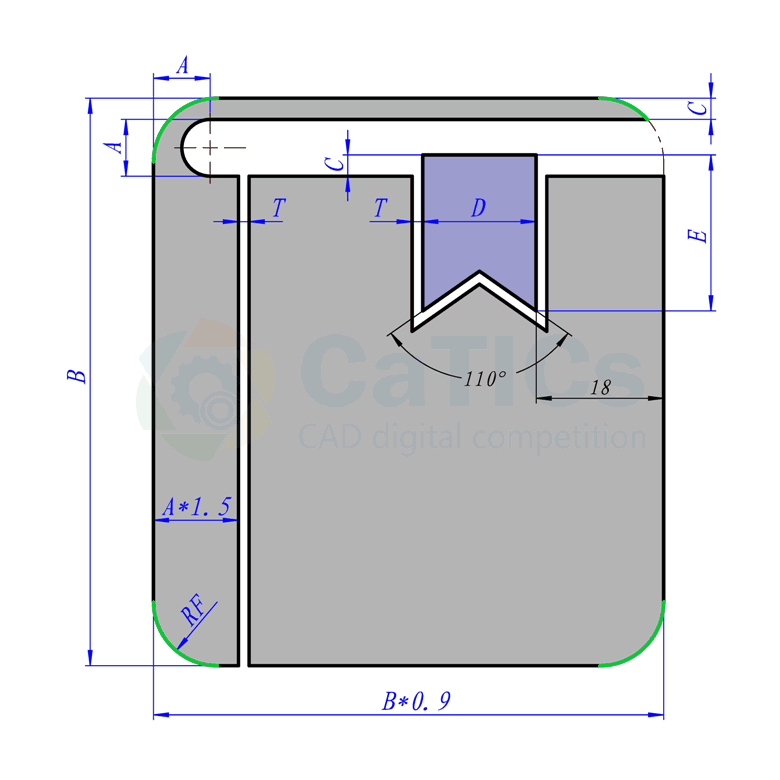 A
A
C
C
T
T
D
E
B
110°
18
CaTICs
CAD digital competition
A*1.5
RF
B*0.9